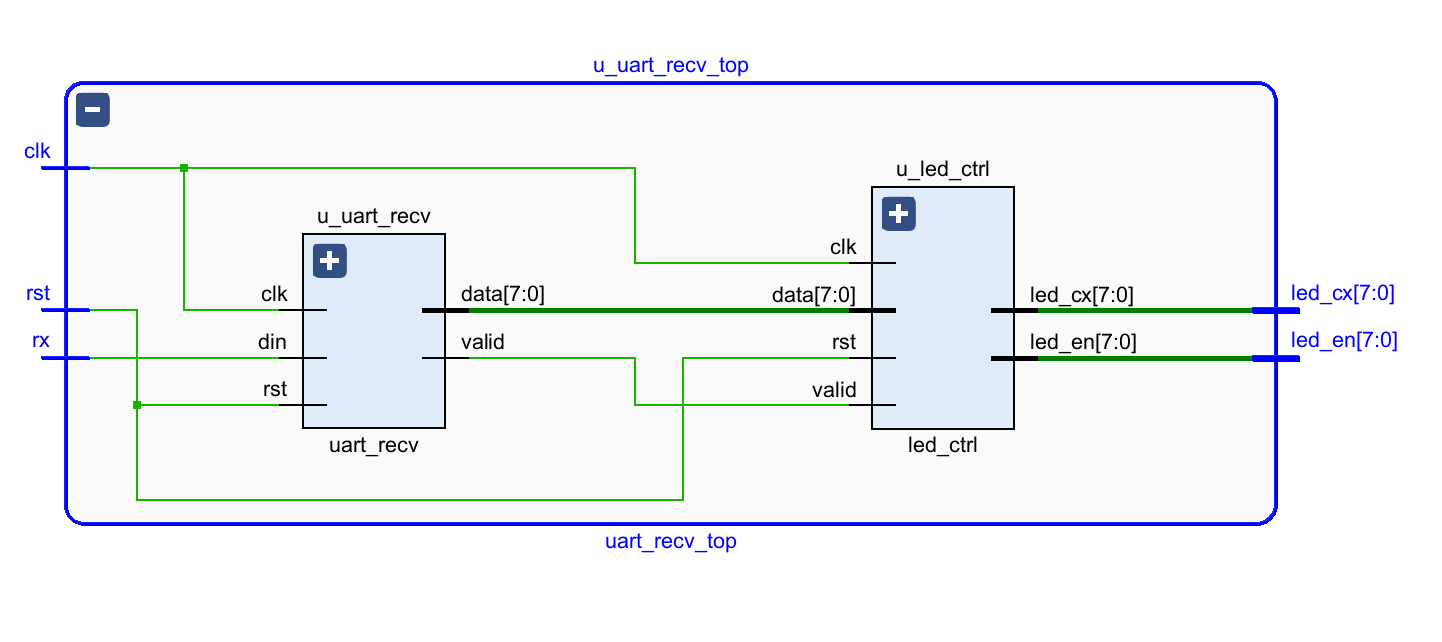 u_uart_recv_top
clk
u_led_ctrl
u_uart_recv
clk
rst
clk
data[7:0]
data[7:0]
led_cx[7:0]
led_cx[7:0]
rx
din
valid
rst
led_en[7:0]
led_en[7:0]
rst
valid
uart_recv
led_ctrl
uart_recv_top